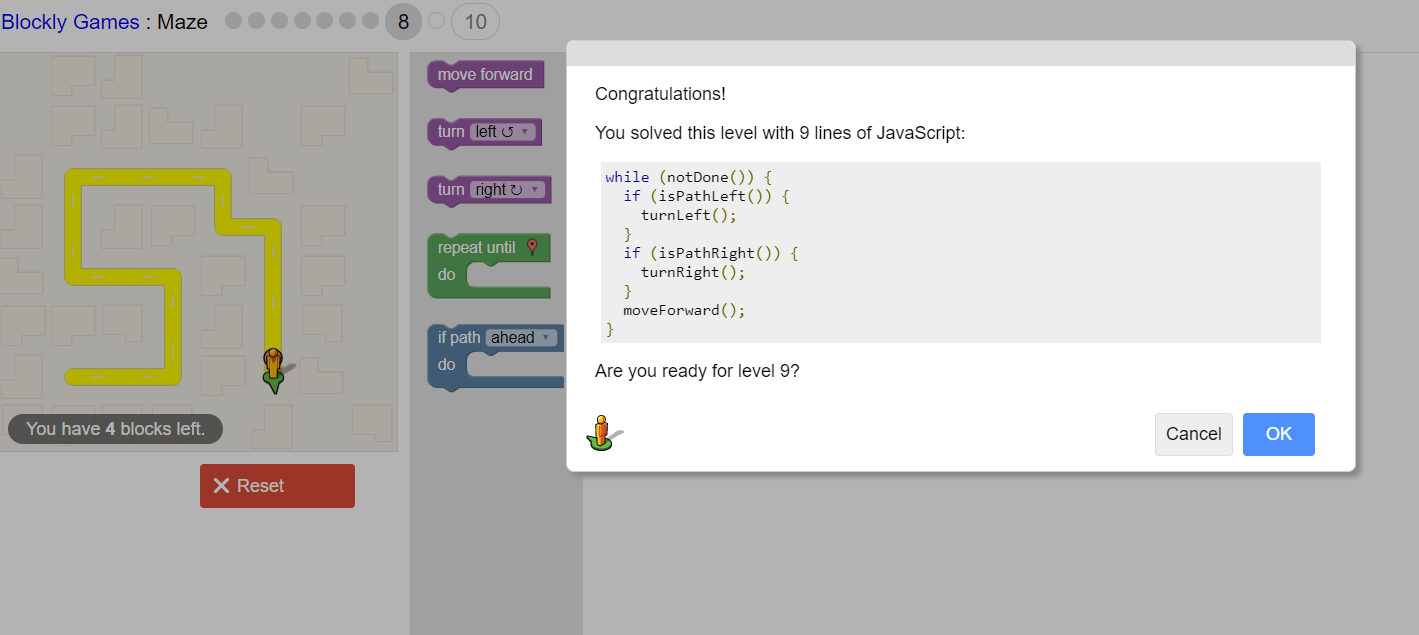 Blockly Games : Maze 8 10
move forward
turn left ↺ ▼
turn right ↻ ▼
repeat until
do
if path ahead ▼
do
You have 4 blocks left.
Reset
Congratulations!
You solved this level with 9 lines of JavaScript:
while (notDone()) {
  if (isPathLeft()) {
    turnLeft();
  }
  if (isPathRight()) {
    turnRight();
  }
  moveForward();
}
Are you ready for level 9?
Cancel OK